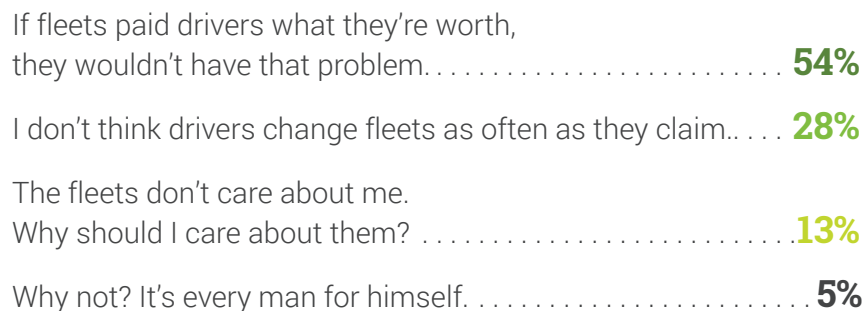 If fleets paid drivers what they're worth,
they wouldn't have that problem. . . . . . . . . . . . . . . . . . . . . . . . . . 54%
I don't think drivers change fleets as often as they claim.. . . . 28%
The fleets don't care about me.
Why should I care about them? . . . . . . . . . . . . . . . . . . . . . . . . . . .13%
Why not? It's every man for himself. . . . . . . . . . . . . . . . . . . . . . . . . 5%